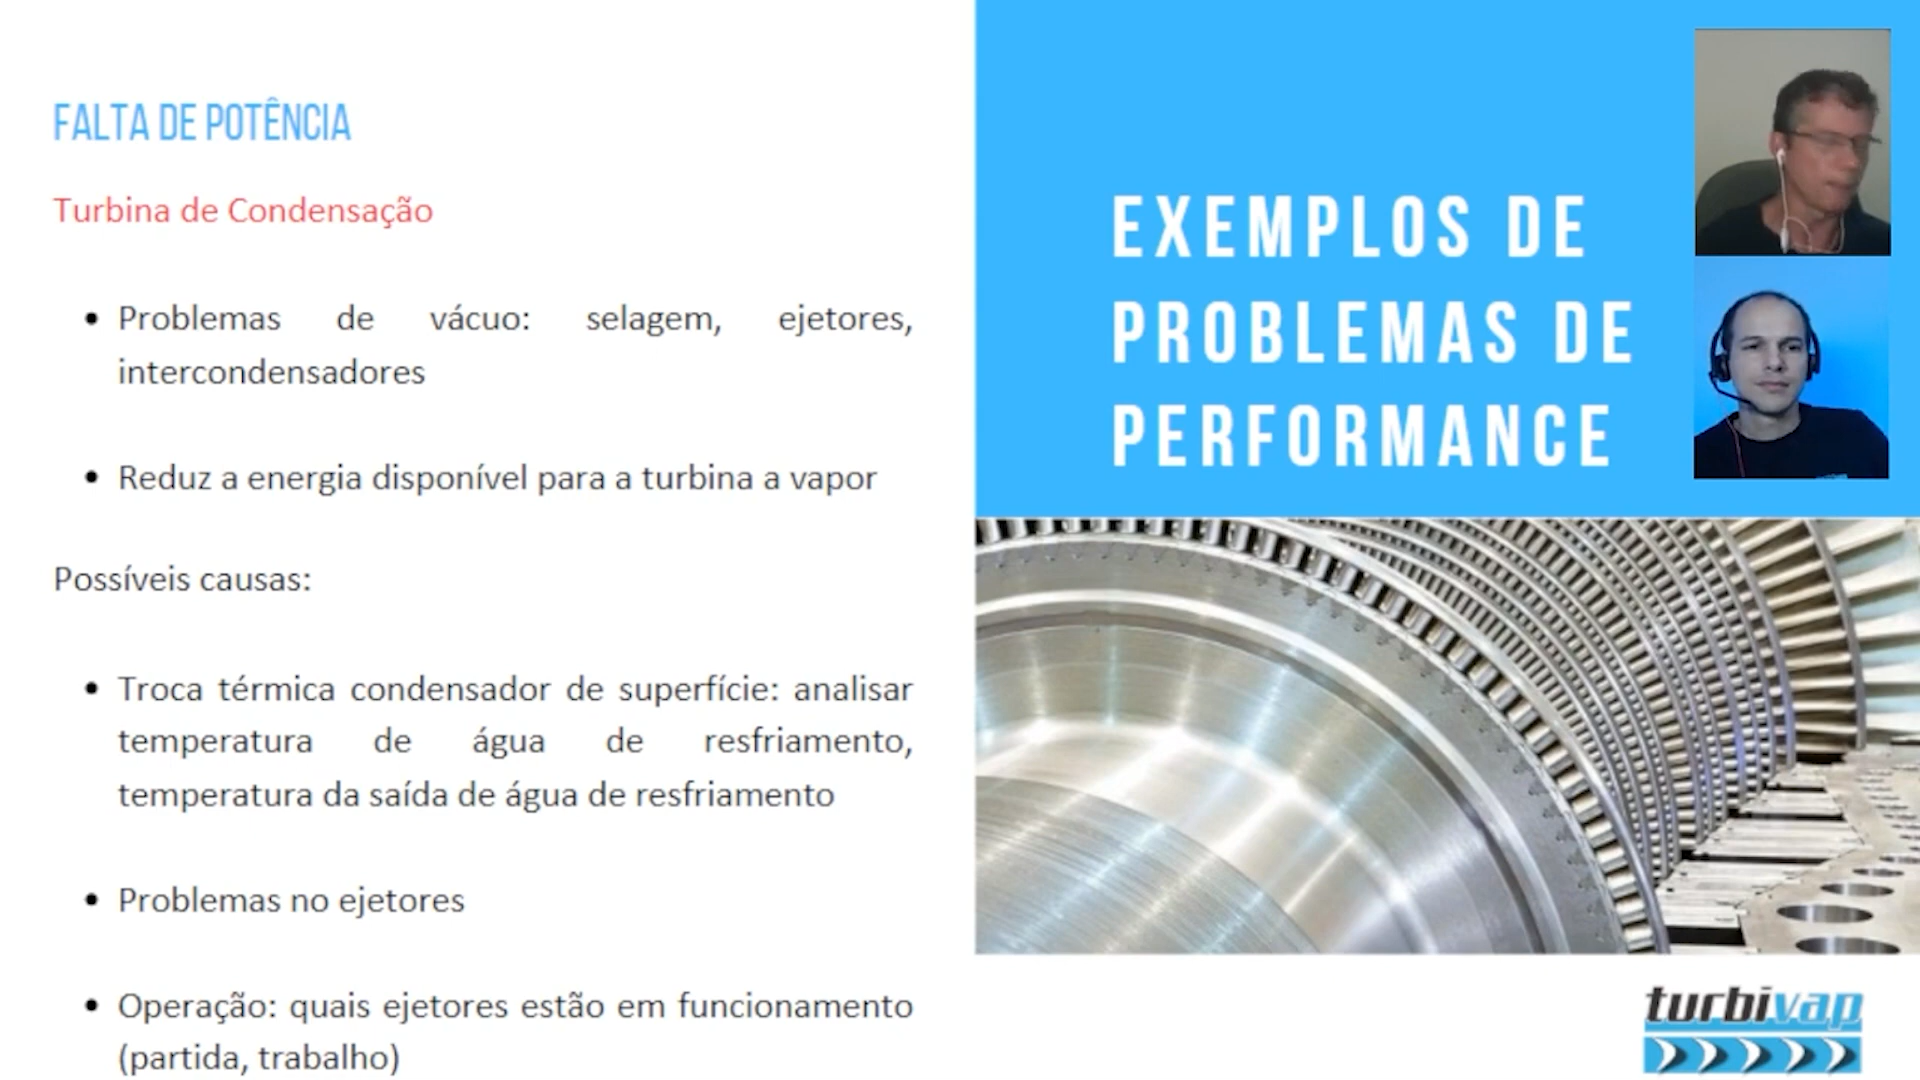 FALTA DE POTÊNCIA
Turbina de Condensação
• Problemas de vácuo: selagem, ejetores,
intercondensadores
• Reduz a energia disponível para a turbina a vapor
Possíveis causas:
• Troca térmica condensador de superfície: analisar
temperatura de água de resfriamento,
temperatura da saída de água de resfriamento
• Problemas no ejetores
• Operação: quais ejetores estão em funcionamento
(partida, trabalho)
EXEMPLOS DE
PROBLEMAS DE
PERFORMANCE
turbivap